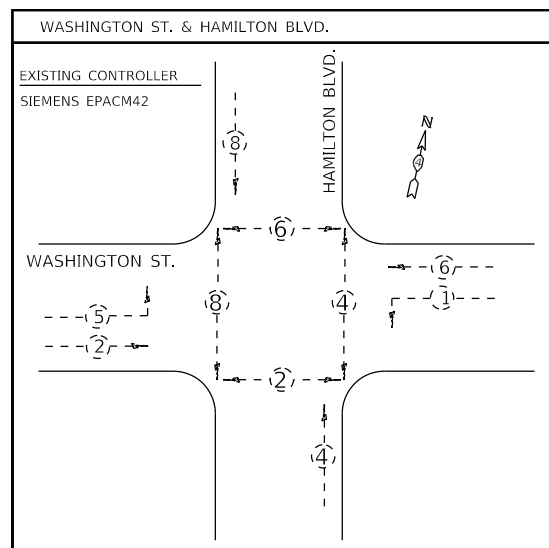 WASHINGTON ST. & HAMILTON BLVD.
EXISTING CONTROLLER
SIEMENS EPACM42
HAMILTON BLVD.
N
4
8
6
WASHINGTON ST.
6
1
8
4
5
2
2
4